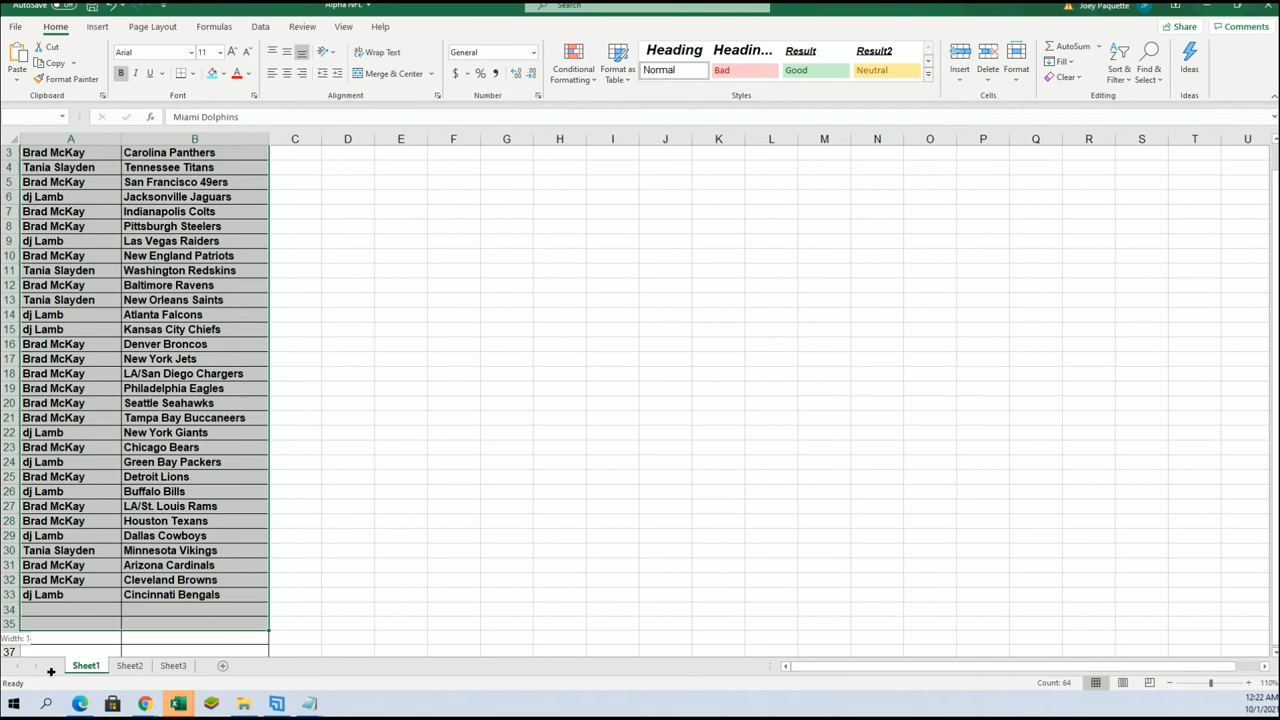 AutoSave Off Alpha NFL Search Joey Paquette
File Home Insert Page Layout Formulas Data Review View Help Share Comments
Paste Cut Copy Format Painter Clipboard
Arial 11 B I U Font
Wrap Text Merge & Center Alignment
General $ % Number
Conditional Formatting Format as Table Normal Heading Headin... Result Result2 Bad Good Neutral Styles
Insert Delete Format Cells
AutoSum Fill Clear Sort & Filter Find & Select Editing
Ideas Ideas
fx Miami Dolphins
A B C D E F G H I J K L M N O P Q R S T U
3 Brad McKay Carolina Panthers
4 Tania Slayden Tennessee Titans
5 Brad McKay San Francisco 49ers
6 dj Lamb Jacksonville Jaguars
7 Brad McKay Indianapolis Colts
8 Brad McKay Pittsburgh Steelers
9 dj Lamb Las Vegas Raiders
10 Brad McKay New England Patriots
11 Tania Slayden Washington Redskins
12 Brad McKay Baltimore Ravens
13 Tania Slayden New Orleans Saints
14 dj Lamb Atlanta Falcons
15 dj Lamb Kansas City Chiefs
16 Brad McKay Denver Broncos
17 Brad McKay New York Jets
18 Brad McKay LA/San Diego Chargers
19 Brad McKay Philadelphia Eagles
20 Brad McKay Seattle Seahawks
21 Brad McKay Tampa Bay Buccaneers
22 dj Lamb New York Giants
23 Brad McKay Chicago Bears
24 dj Lamb Green Bay Packers
25 Brad McKay Detroit Lions
26 dj Lamb Buffalo Bills
27 Brad McKay LA/St. Louis Rams
28 Brad McKay Houston Texans
29 dj Lamb Dallas Cowboys
30 Tania Slayden Minnesota Vikings
31 Brad McKay Arizona Cardinals
32 Brad McKay Cleveland Browns
33 dj Lamb Cincinnati Bengals
34
35
Width: 1
37
Sheet1 Sheet2 Sheet3
Ready Count: 64 110%
12:22 AM
10/1/2021